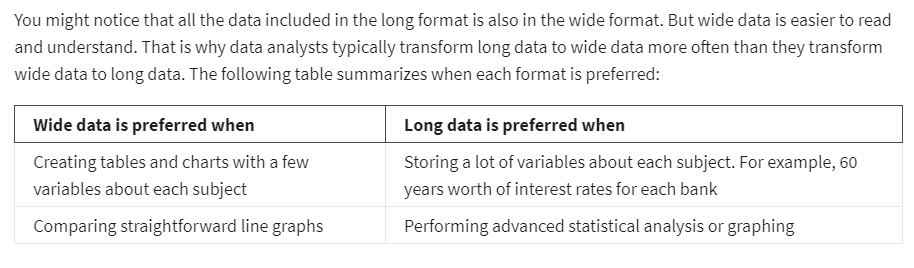 You might notice that all the data included in the long format is also in the wide format. But wide data is easier to read
and understand. That is why data analysts typically transform long data to wide data more often than they transform
wide data to long data. The following table summarizes when each format is preferred:
Wide data is preferred when
Long data is preferred when
Creating tables and charts with a few
variables about each subject
Storing a lot of variables about each subject. For example, 60
years worth of interest rates for each bank
Comparing straightforward line graphs
Performing advanced statistical analysis or graphing